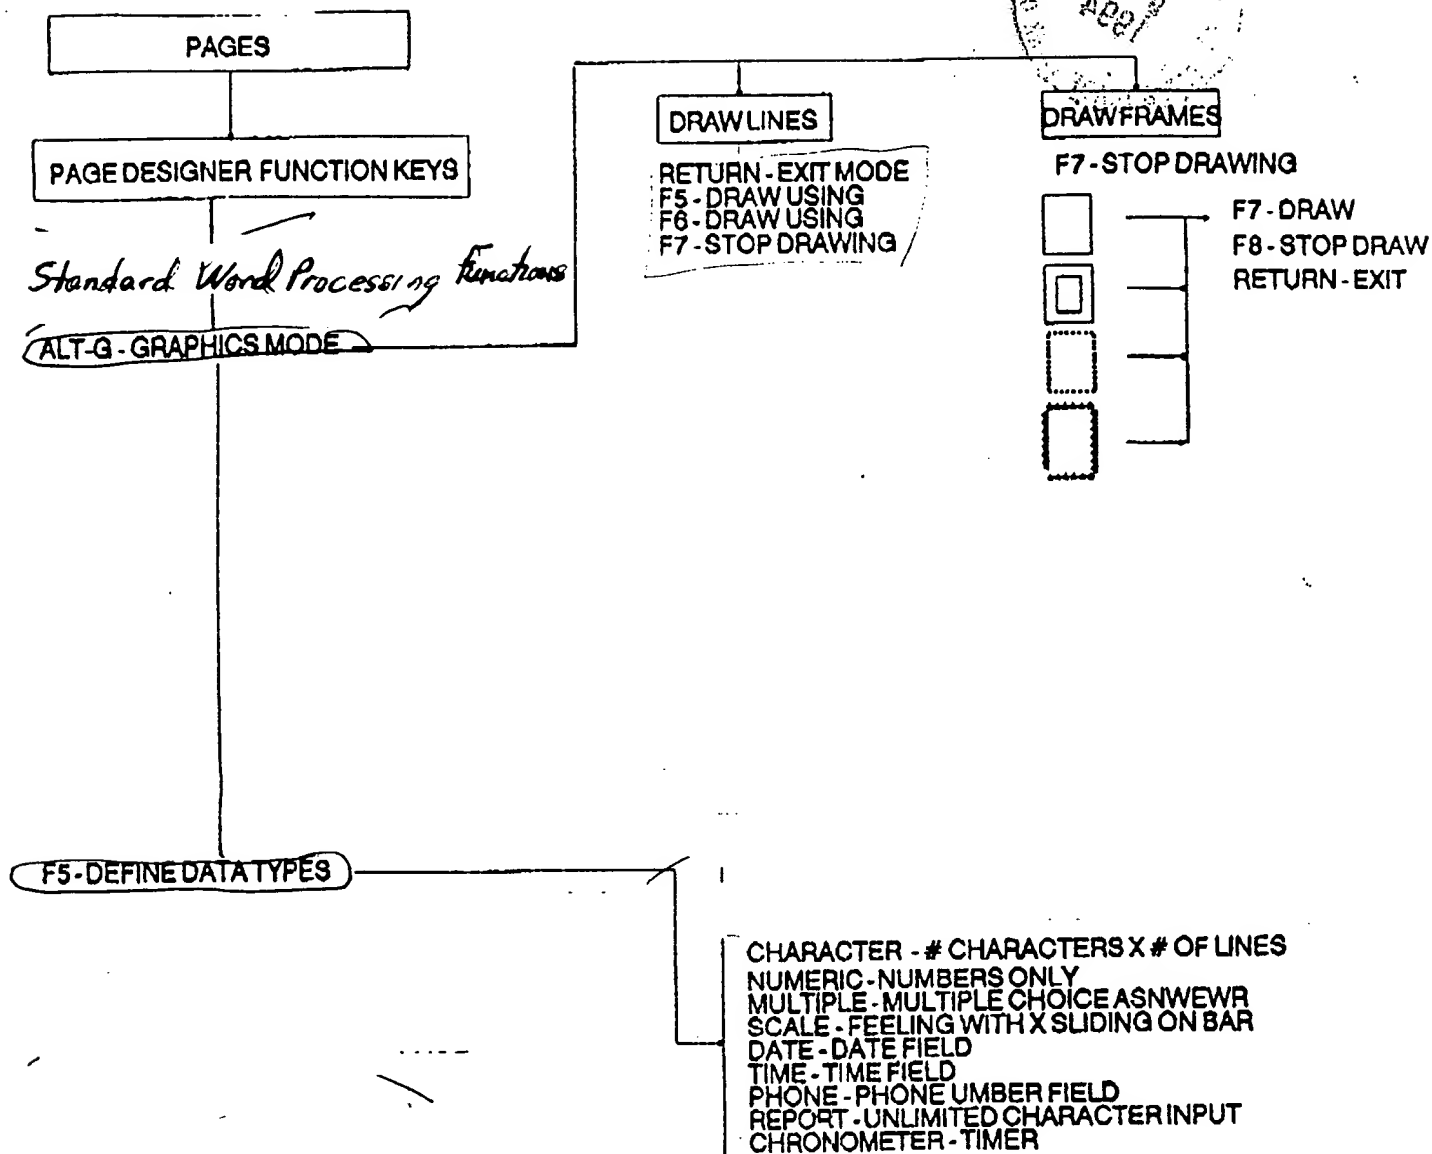 PAGES
PAGE DESIGNER FUNCTION KEYS
Standard Word Processing Functions
ALT-G - GRAPHICS MODE
DRAW LINES
RETURN - EXIT MODE
F5 - DRAW USING
F6 - DRAW USING
F7 - STOP DRAWING
1994
DRAW FRAMES
F7 - STOP DRAWING
F7 - DRAW
F8 - STOP DRAW
RETURN - EXIT
F5 - DEFINE DATA TYPES
CHARACTER - # CHARACTERS X # OF LINES
NUMERIC - NUMBERS ONLY
MULTIPLE - MULTIPLE CHOICE ASNWEWR
SCALE - FEELING WITH X SLIDING ON BAR
DATE - DATE FIELD
TIME - TIME FIELD
PHONE - PHONE UMBER FIELD
REPORT - UNLIMITED CHARACTER INPUT
CHRONOMETER - TIMER